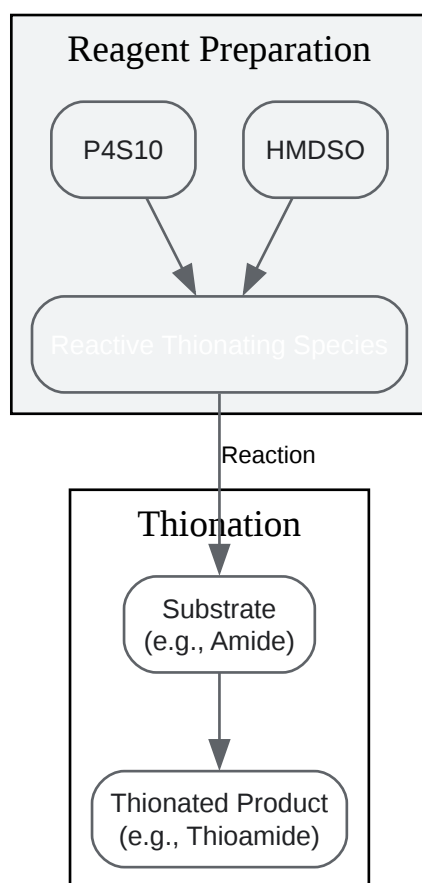 Reagent Preparation
P4S10
HMDSO
Reactive Thionating Species
Reaction
Thionation
Substrate
(e.g., Amide)
Thionated Product
(e.g., Thioamide)